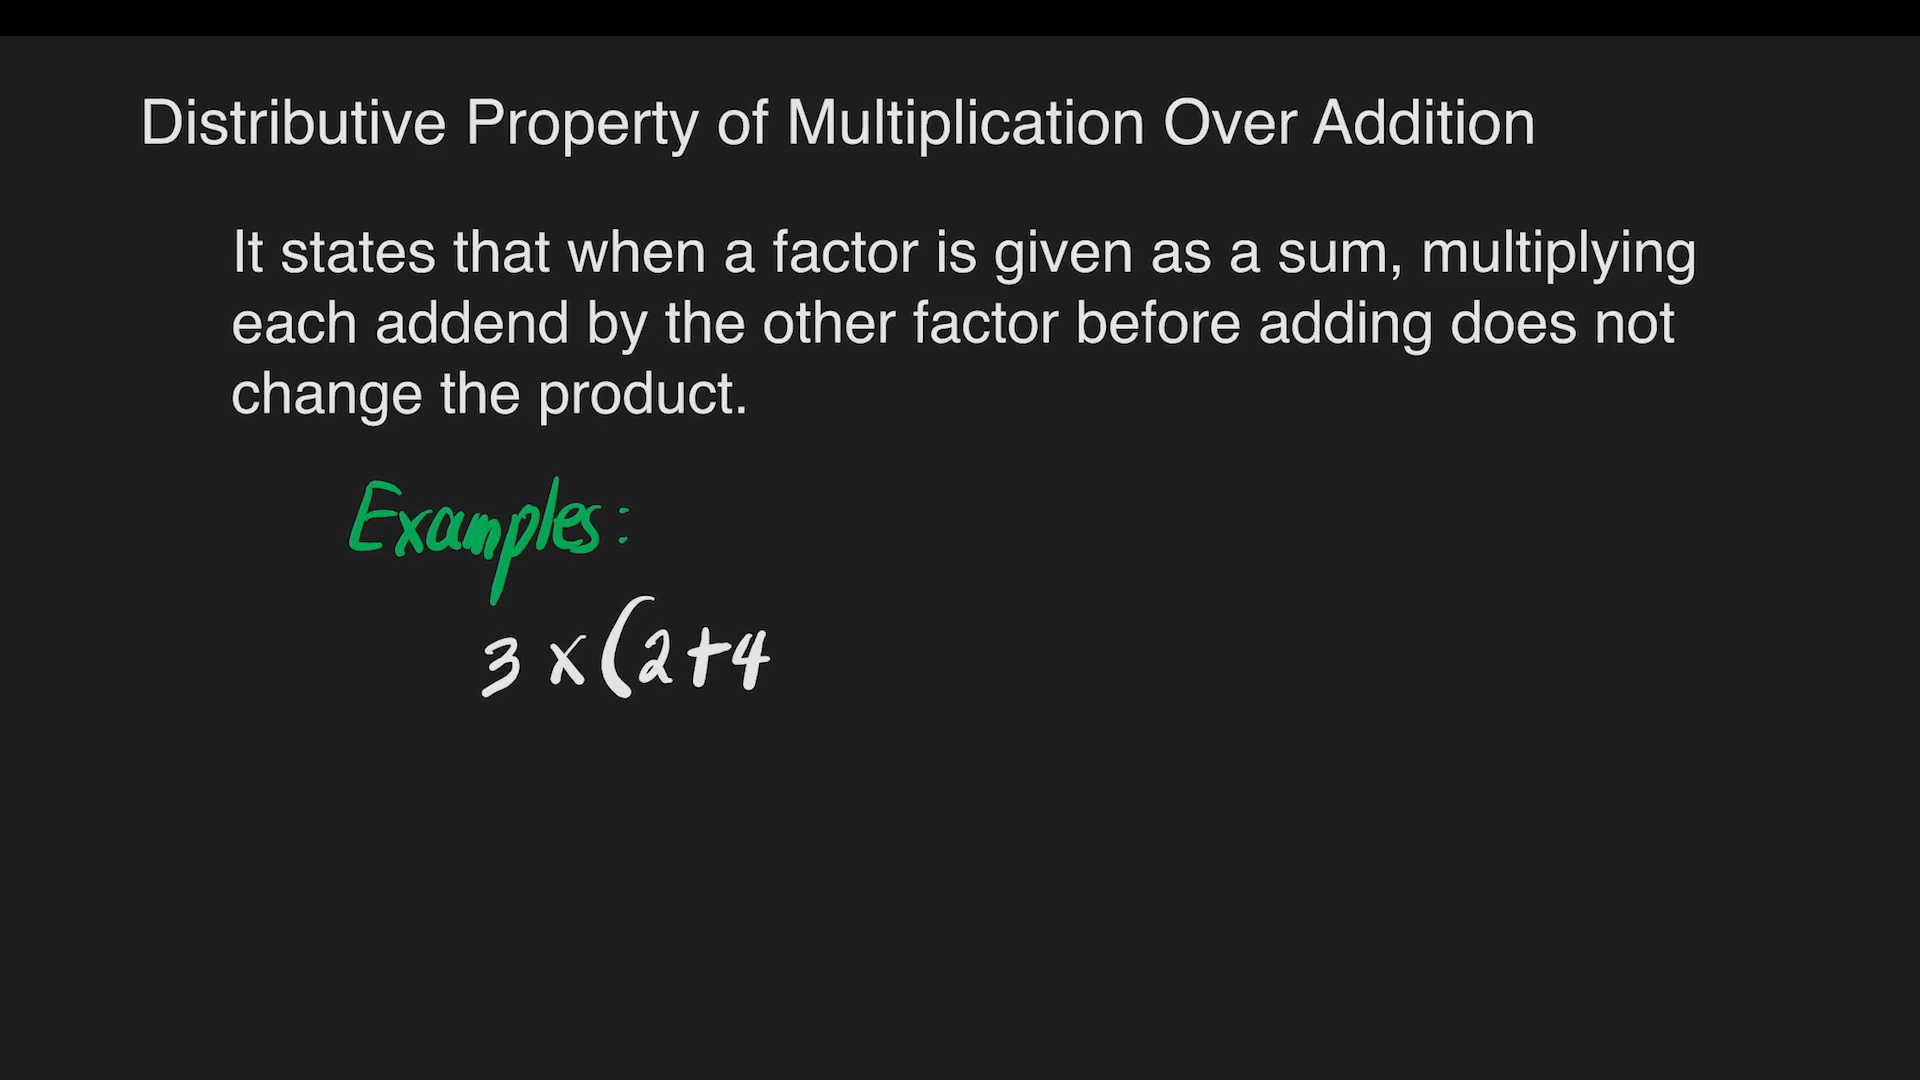 Distributive Property of Multiplication Over Addition
It states that when a factor is given as a sum, multiplying
each addend by the other factor before adding does not
change the product.
Examples:
3 x (2+4